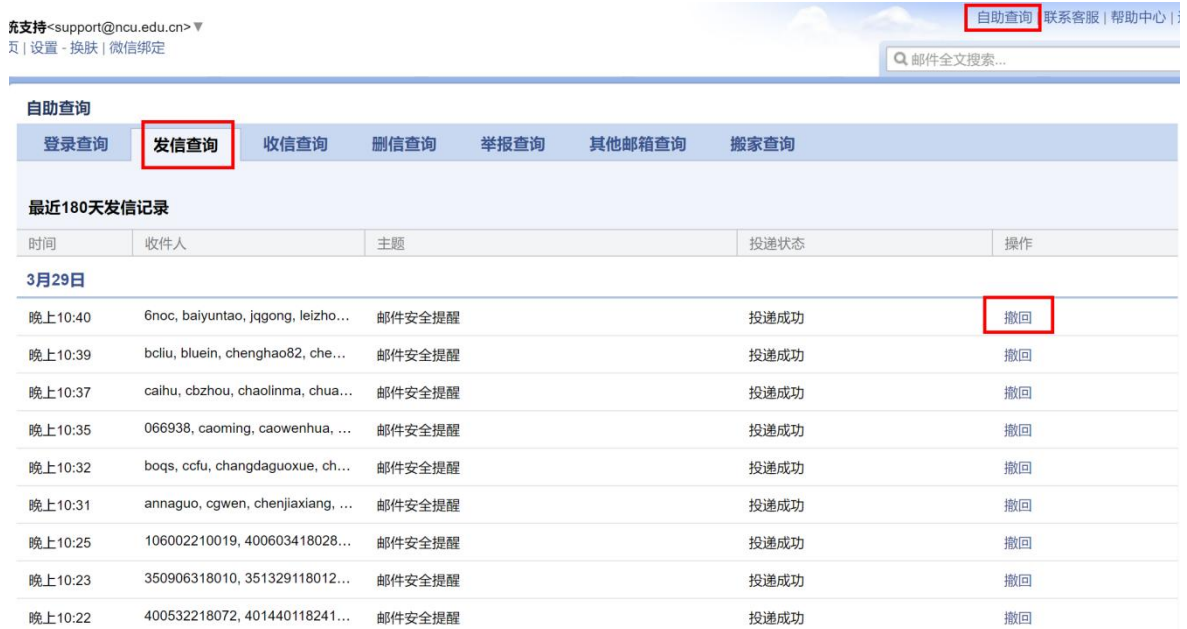 统支持<support@ncu.edu.cn>▼
自助查询 | 联系客服 | 帮助中心 |
页 | 设置 - 换肤 | 微信绑定
邮件全文搜索...
自助查询
登录查询 发信查询 收信查询 删信查询 举报查询 其他邮箱查询 搬家查询
最近180天发信记录
时间 收件人 主题 投递状态 操作
3月29日
晚上10:40 6noc, baiyuntao, jqgong, leizho... 邮件安全提醒 投递成功 撤回
晚上10:39 bcliu, bluein, chenghao82, che... 邮件安全提醒 投递成功 撤回
晚上10:37 caihu, cbzhou, chaolinma, chua... 邮件安全提醒 投递成功 撤回
晚上10:35 066938, caoming, caowenhua, ... 邮件安全提醒 投递成功 撤回
晚上10:32 boqs, ccfu, changdaguoxue, ch... 邮件安全提醒 投递成功 撤回
晚上10:31 annaguo, cgwen, chenjiaxiang, ... 邮件安全提醒 投递成功 撤回
晚上10:25 106002210019, 400603418028... 邮件安全提醒 投递成功 撤回
晚上10:23 350906318010, 351329118012... 邮件安全提醒 投递成功 撤回
晚上10:22 400532218072, 401440118241... 邮件安全提醒 投递成功 撤回